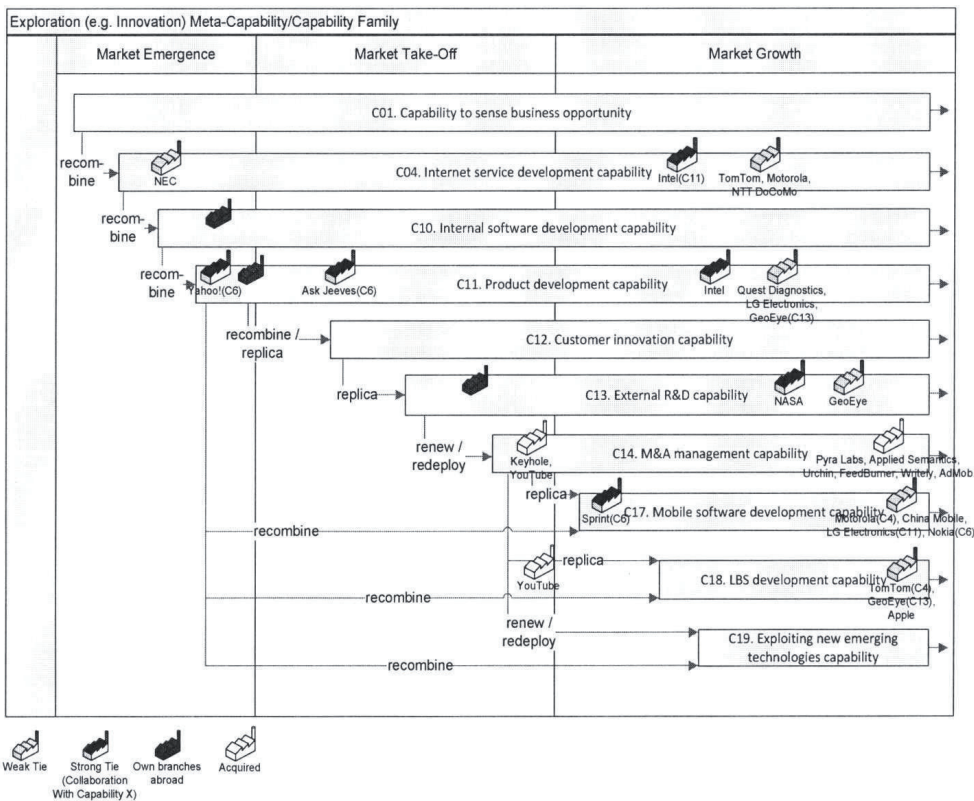 Exploration (e.g. Innovation) Meta-Capability/Capability Family
Market Emergence
Market Take-Off
Market Growth
C01. Capability to sense business opportunity
recom-
bine
NEC
C04. Internet service development capability
Intel(C11)
TomTom, Motorola,
NTT DoCoMo
recom-
bine
C10. Internal software development capability
recom-
bine
Yahoo!(C6)
Ask Jeeves(C6)
C11. Product development capability
Intel
Quest Diagnostics,
LG Electronics,
GeoEye(C13)
recombine /
replica
C12. Customer innovation capability
replica
C13. External R&D capability
NASA
GeoEye
renew /
redeploy
Keyhole,
YouTube
C14. M&A management capability
Pyra Labs, Applied Semantics,
Urchin, FeedBurner, Writely, AdMob
replica
Sprint(C6)
C17. Mobile software development capability
Motorola(C4), China Mobile,
LG Electronics(C11), Nokia(C6)
recombine
YouTube
replica
C18. LBS development capability
TomTom(C4),
GeoEye(C13),
Apple
recombine
renew /
redeploy
C19. Exploiting new emerging
technologies capability
recombine
Weak Tie
Strong Tie
(Collaboration
With Capability X)
Own branches
abroad
Acquired